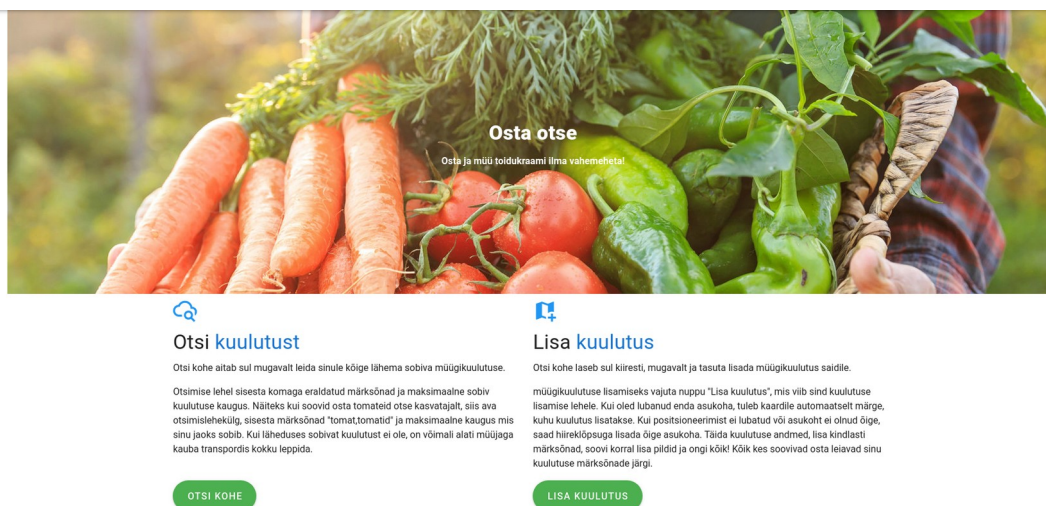 Osta otse
Osta ja müü toidukraami ilma vahemeheta!
Otsi kuulutust
Otsi kohe aitab sul mugavalt leida sinule kõige lähema sobiva müügikuulutuse.
Otsimise lehel sisesta komaga eraldatud märksõnad ja maksimaalne sobiv
kuulutuse kaugus. Näiteks kui soovid osta tomateid otse kasvatajalt, siis ava
otsimislehekülg, sisesta märksõnad "tomat,tomatid" ja maksimaalne kaugus mis
sinu jaoks sobib. Kui läheduses sobivat kuulutust ei ole, on võimali alati müüjaga
kauba transpordis kokku leppida.
OTSI KOHE
Lisa kuulutus
Otsi kohe laseb sul kiiresti, mugavalt ja tasuta lisada müügikuulutus saidile.
müügikuulutuse lisamiseks vajuta nuppu "Lisa kuulutus", mis viib sind kuulutuse
lisamise lehele. Kui oled lubanud enda asukoha, tuleb kaardile automaatselt märge,
kuhu kuulutus lisatakse. Kui positsioneerimist ei lubatud või asukoht ei olnud õige,
saad hiireklõpsuga lisada õige asukoha. Täida kuulutuse andmed, lisa kindlasti
märksõnad, soovi korral lisa pildid ja ongi kõik! Kõik kes soovivad osta leiavad sinu
kuulutuse märksõnade järgi.
LISA KUULUTUS